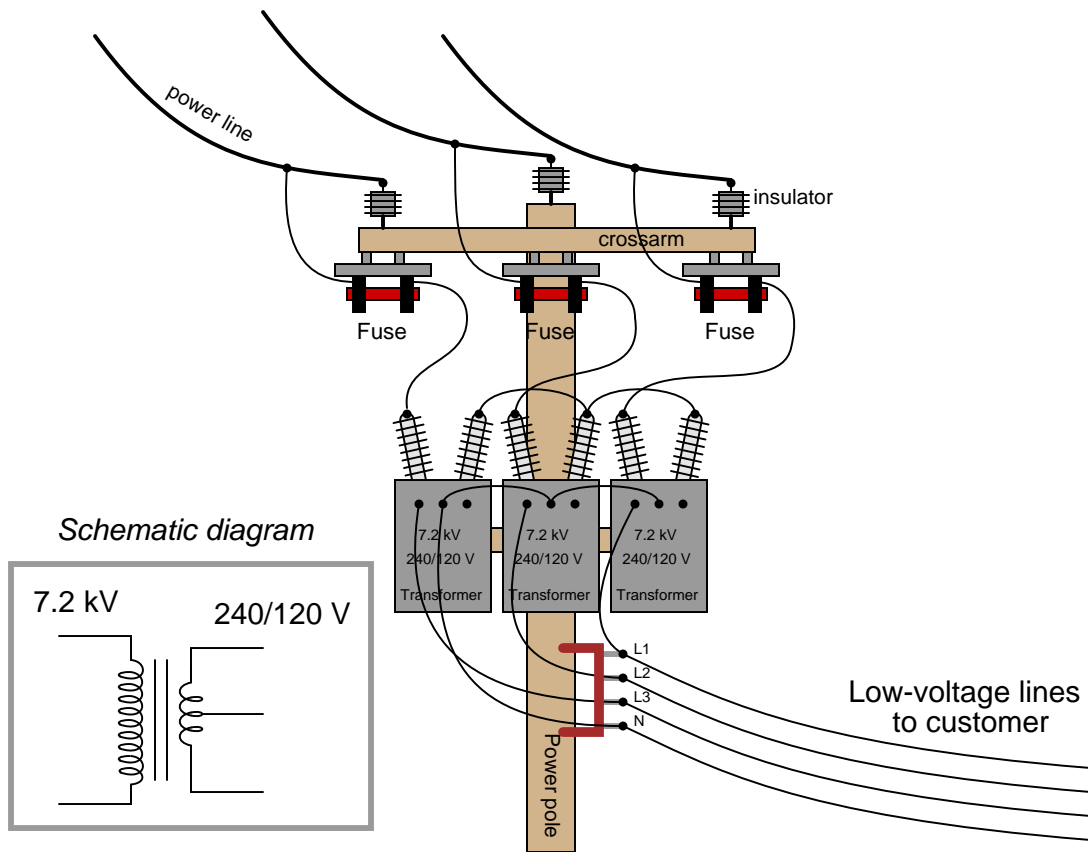 power line
insulator
crossarm
Fuse
Fuse
Fuse
7.2 kV
240/120 V
Transformer
7.2 kV
240/120 V
Transformer
7.2 kV
240/120 V
Transformer
Schematic diagram
7.2 kV
240/120 V
L1
L2
L3
N
Low-voltage lines
to customer
Power pole